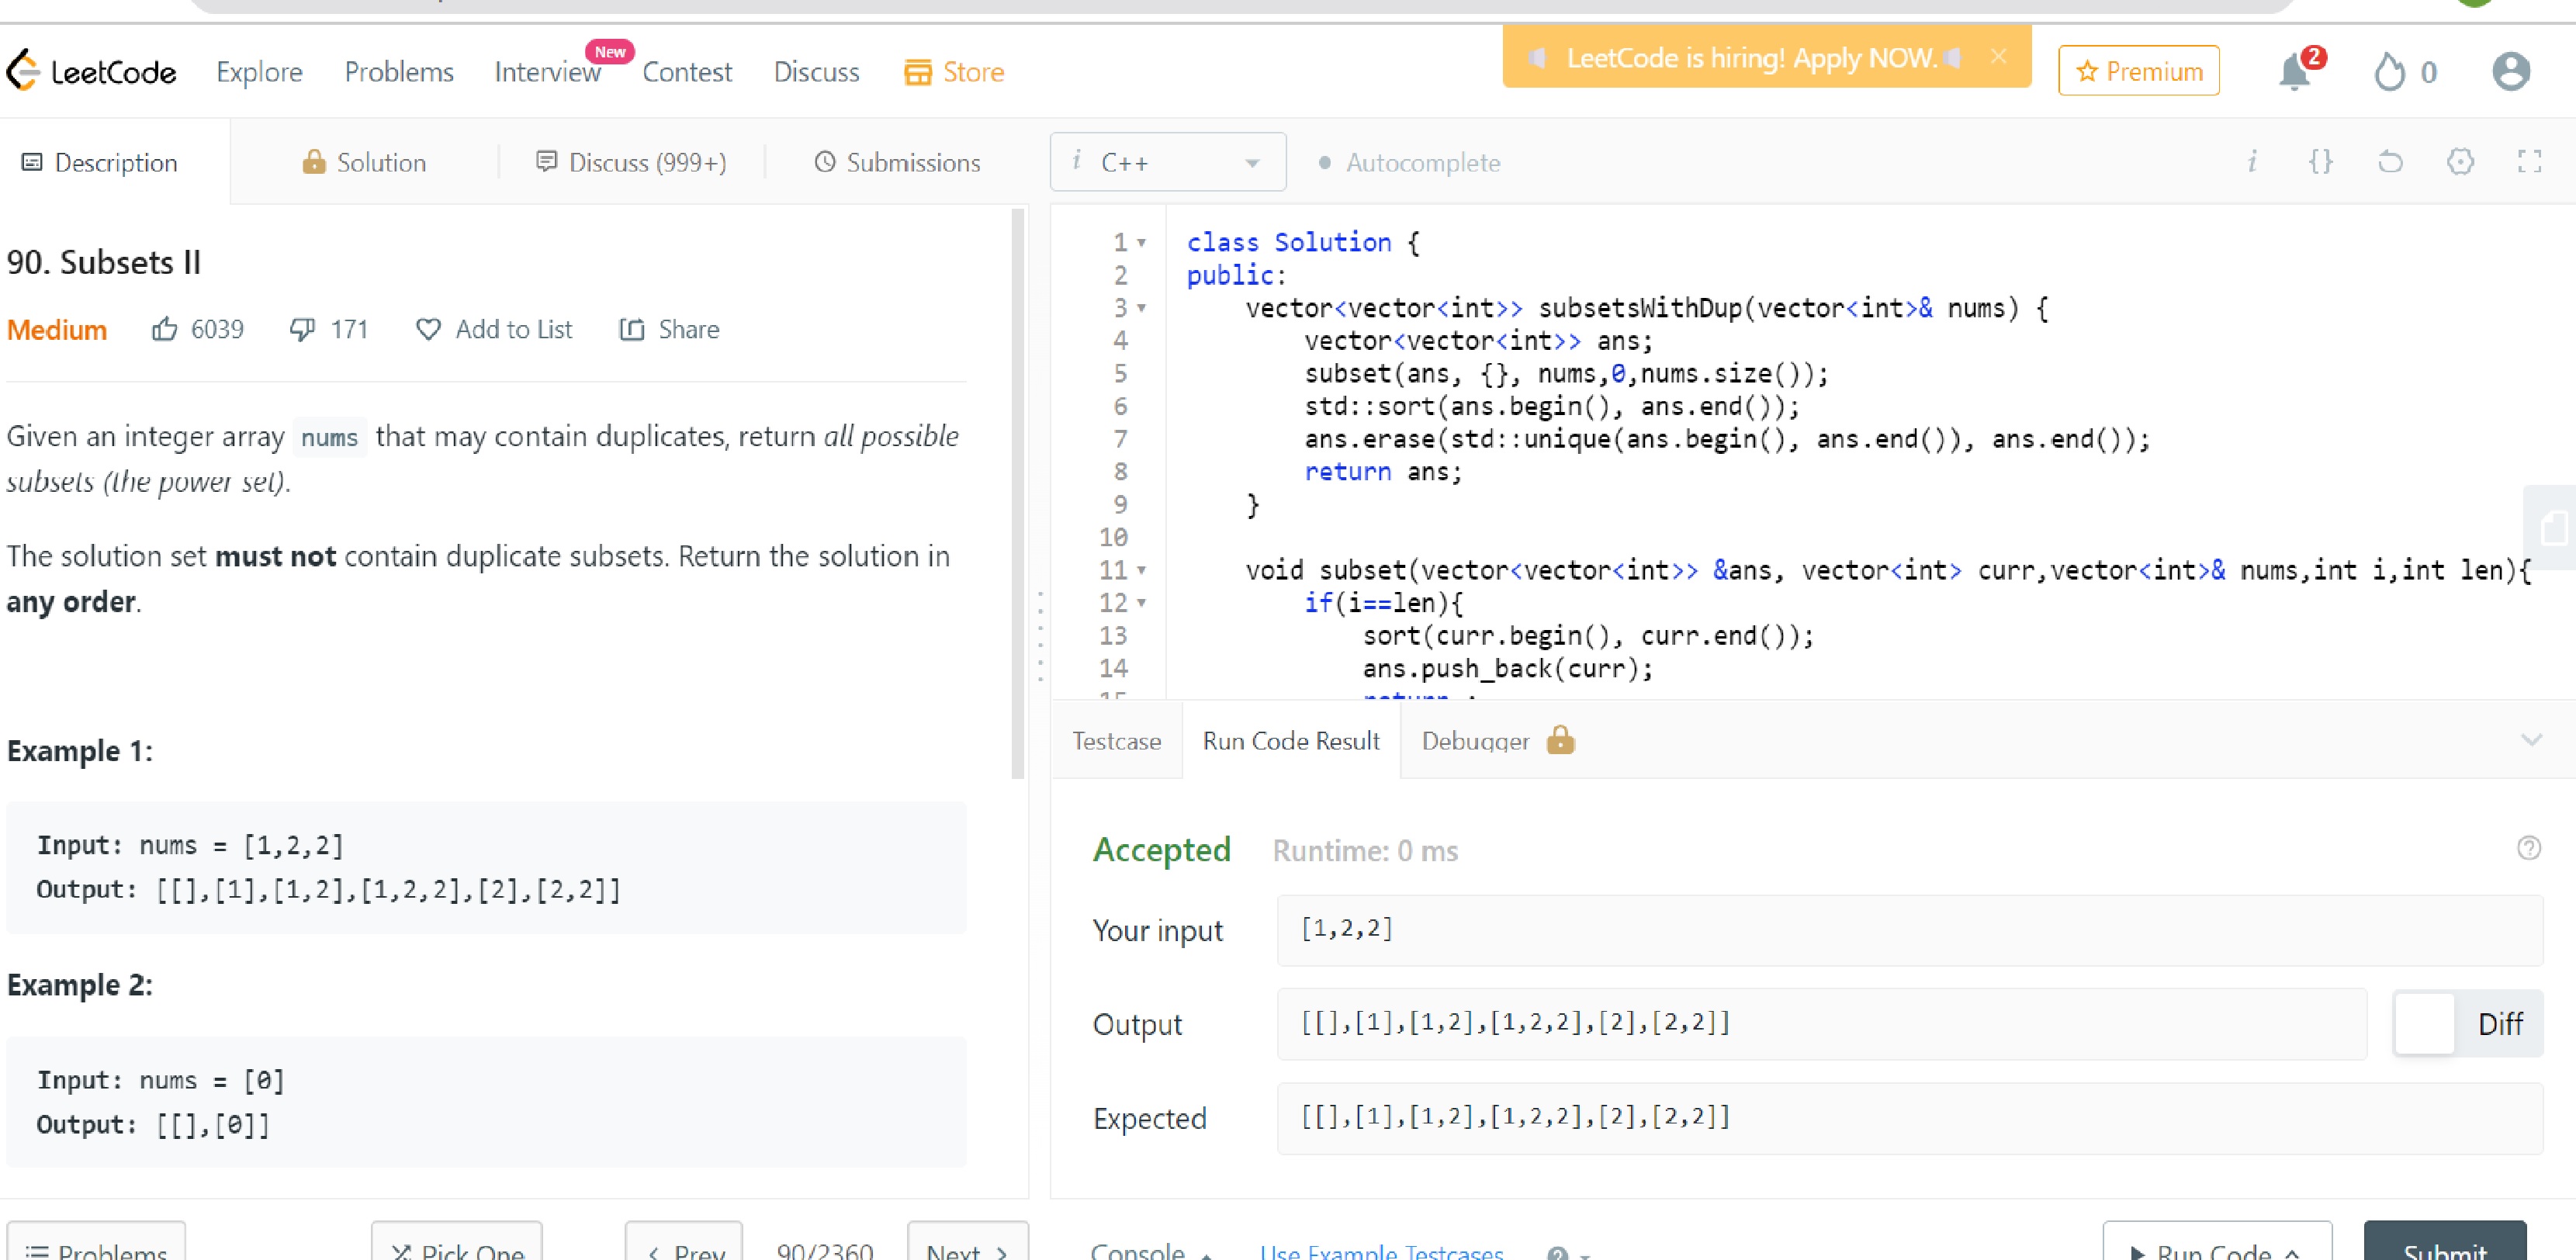 LeetCode Explore Problems Interview New Contest Discuss Store LeetCode is hiring! Apply NOW. Premium 2 0
Description Solution Discuss (999+) Submissions
i C++ Autocomplete i {}
90. Subsets II
Medium 6039 171 Add to List Share
Given an integer array nums that may contain duplicates, return all possible
subsets (the power set).
The solution set must not contain duplicate subsets. Return the solution in
any order.
Example 1:
Input: nums = [1,2,2]
Output: [[],[1],[1,2],[1,2,2],[2],[2,2]]
Example 2:
Input: nums = [0]
Output: [[],[0]]
Problems Pick One Prev 90/2360 Next
1 class Solution {
2 public:
3 vector<vector<int>> subsetsWithDup(vector<int>& nums) {
4 vector<vector<int>> ans;
5 subset(ans, {}, nums,0,nums.size());
6 std::sort(ans.begin(), ans.end());
7 ans.erase(std::unique(ans.begin(), ans.end()), ans.end());
8 return ans;
9 }
10
11 void subset(vector<vector<int>> &ans, vector<int> curr,vector<int>& nums,int i,int len){
12 if(i==len){
13 sort(curr.begin(), curr.end());
14 ans.push_back(curr);
15 return ;
Testcase Run Code Result Debugger
Accepted Runtime: 0 ms
Your input [1,2,2]
Output [[],[1],[1,2],[1,2,2],[2],[2,2]] Diff
Expected [[],[1],[1,2],[1,2,2],[2],[2,2]]
Console Use Example Testcases Run Code Submit